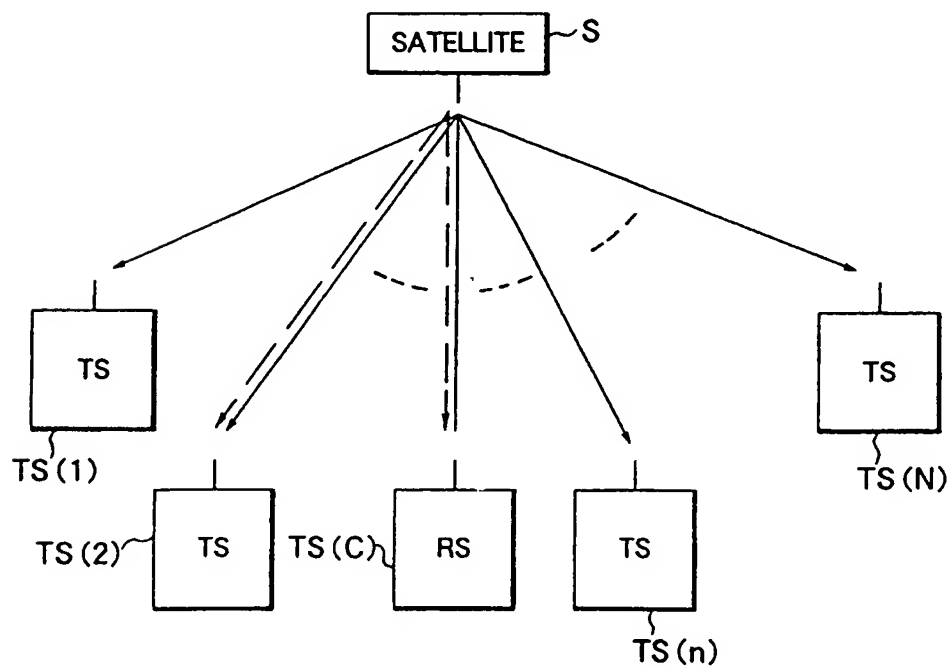 SATELLITE
S
TS
TS(1)
TS
TS(N)
TS(2)
TS
TS(C)
RS
TS
TS(n)